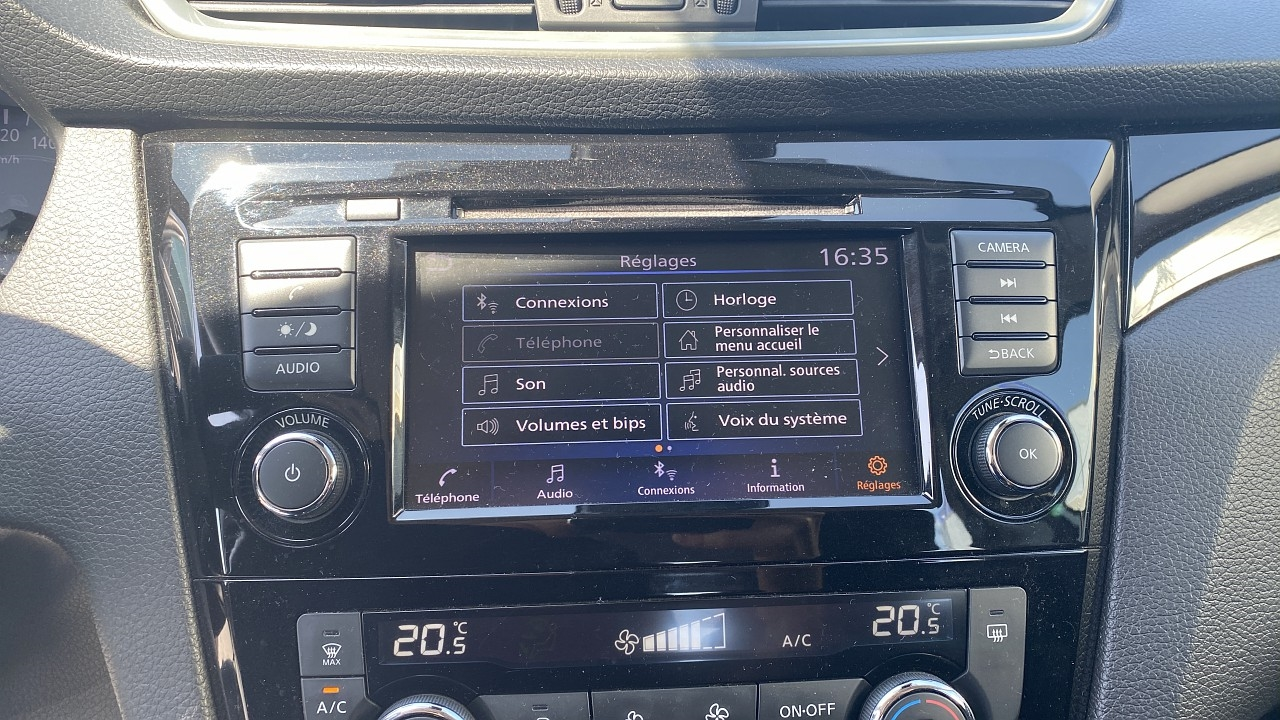 20
140
m/h
CAMERA
BACK
AUDIO
VOLUME
TUNE·SCROLL
OK
Réglages
16:35
Connexions
Horloge
Téléphone
Personnaliser le
menu accueil
Son
Personnal. sources
audio
Volumes et bips
Voix du système
Téléphone
Audio
Connexions
Information
Réglages
20.5°C
A/C
20.5°C
MAX
A/C
ON·OFF